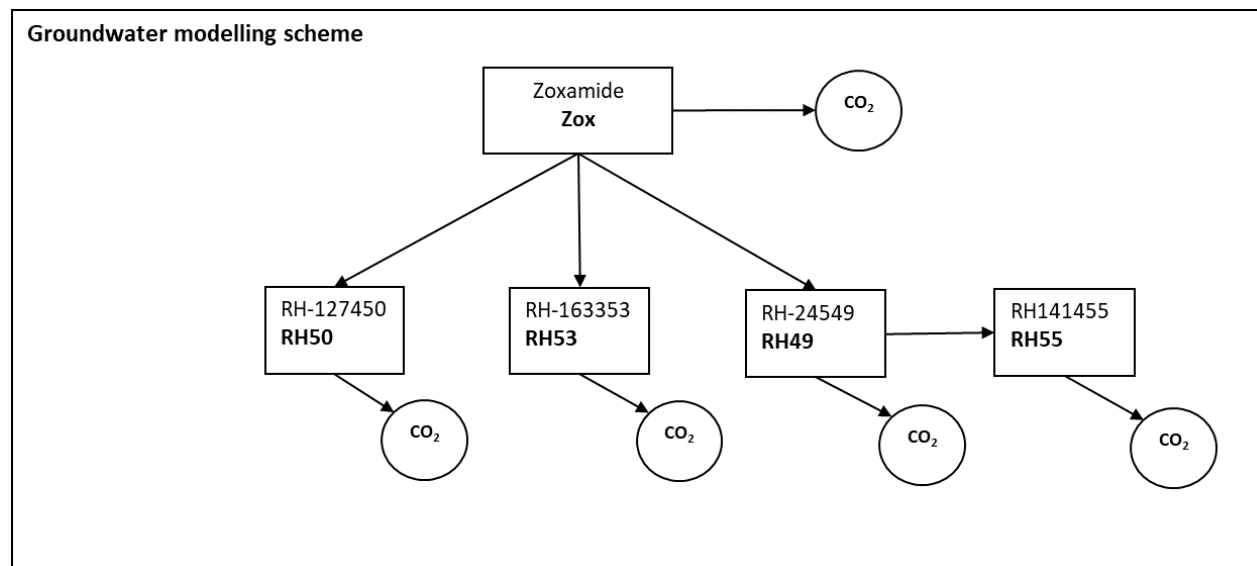 Groundwater modelling scheme
Zoxamide
Zox
CO₂
RH-127450
RH50
RH-163353
RH53
RH-24549
RH49
RH141455
RH55
CO₂
CO₂
CO₂
CO₂